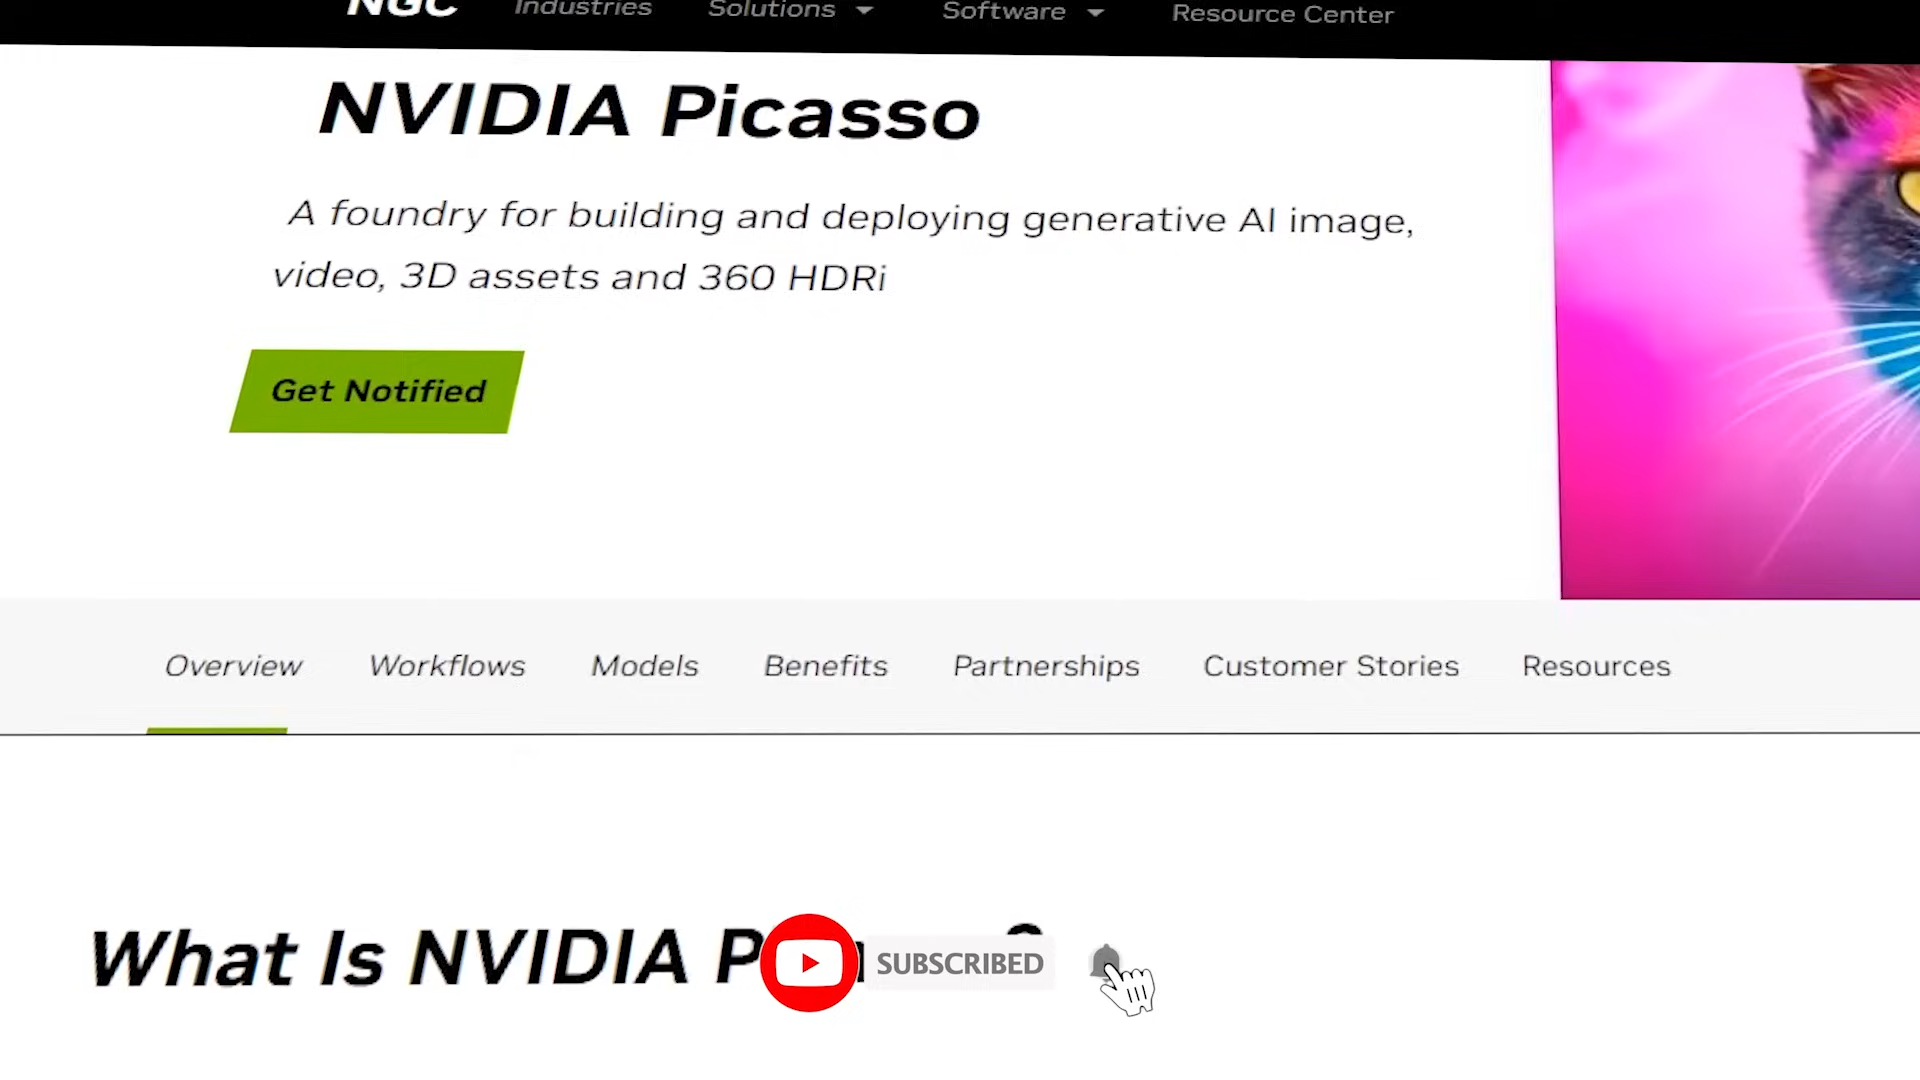 NGC Industries Solutions Software Resource Center
NVIDIA Picasso
A foundry for building and deploying generative AI image,
video, 3D assets and 360 HDRi
Get Notified
Overview Workflows Models Benefits Partnerships Customer Stories Resources
What Is NVIDIA
SUBSCRIBED